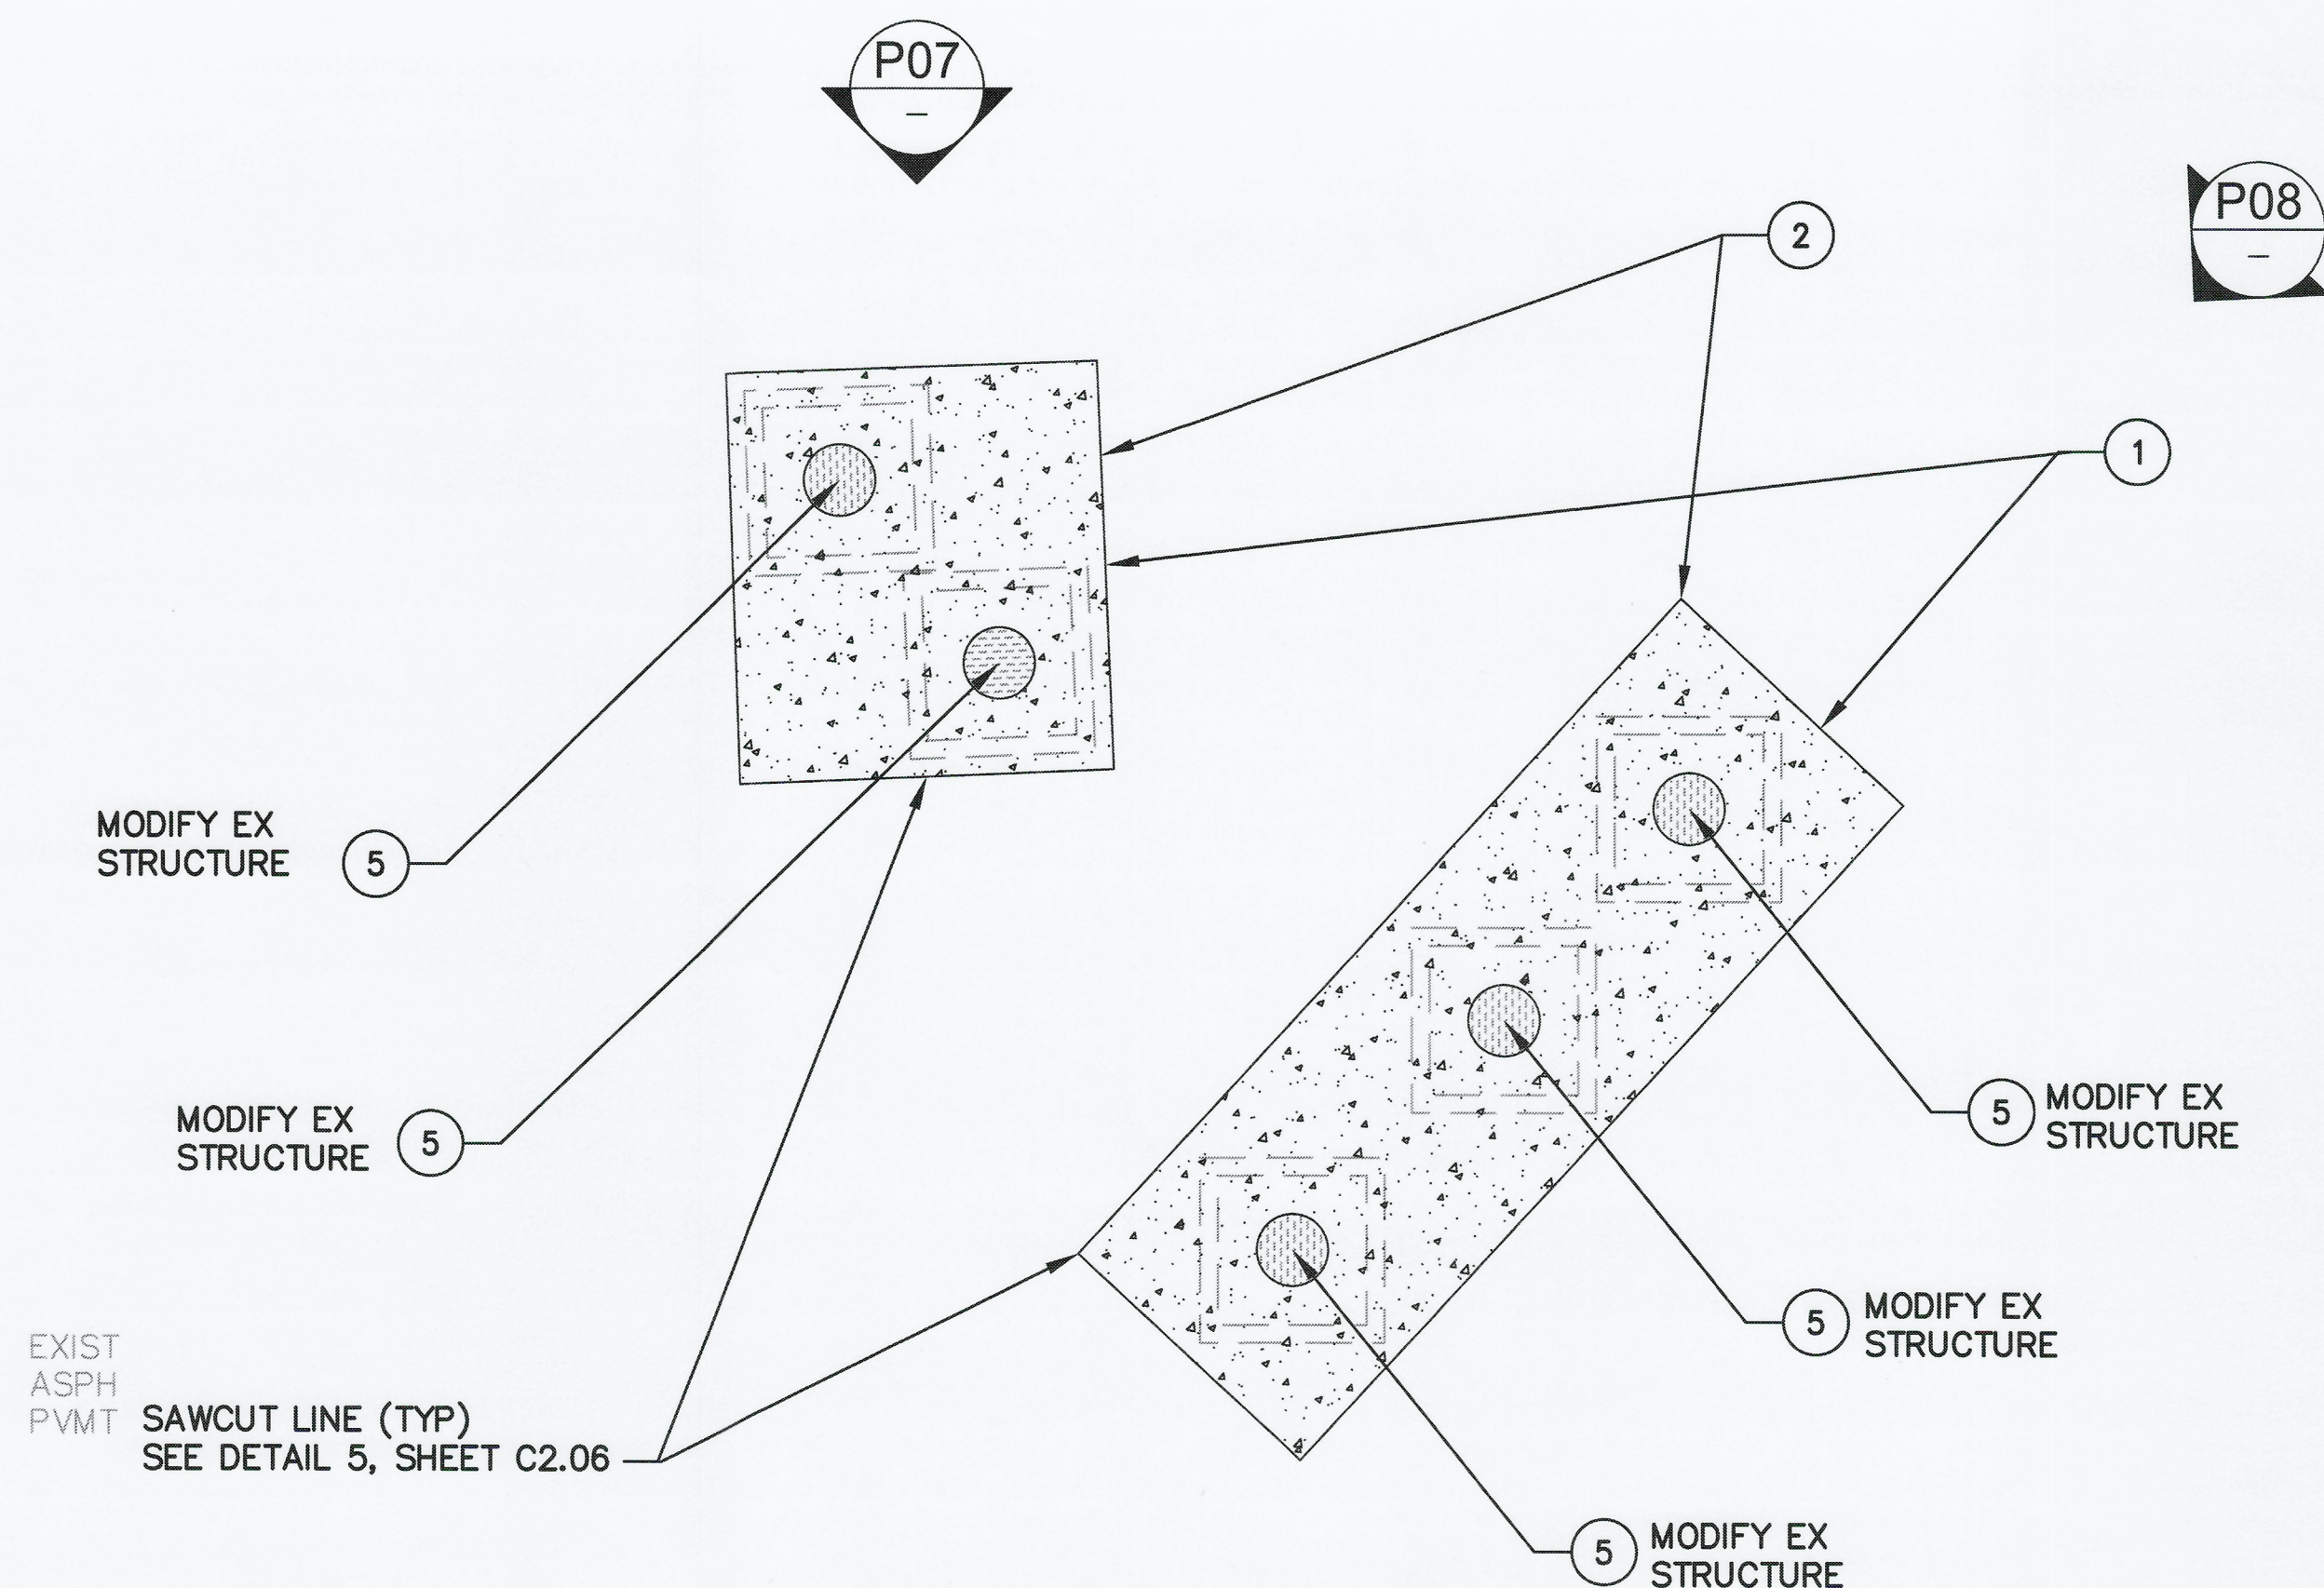 P07
–
P08
–
2
1
MODIFY EX
STRUCTURE
5
MODIFY EX
STRUCTURE
5
5
MODIFY EX
STRUCTURE
5
MODIFY EX
STRUCTURE
EXIST
ASPH
PVMT
SAWCUT LINE (TYP)
SEE DETAIL 5, SHEET C2.06
5
MODIFY EX
STRUCTURE